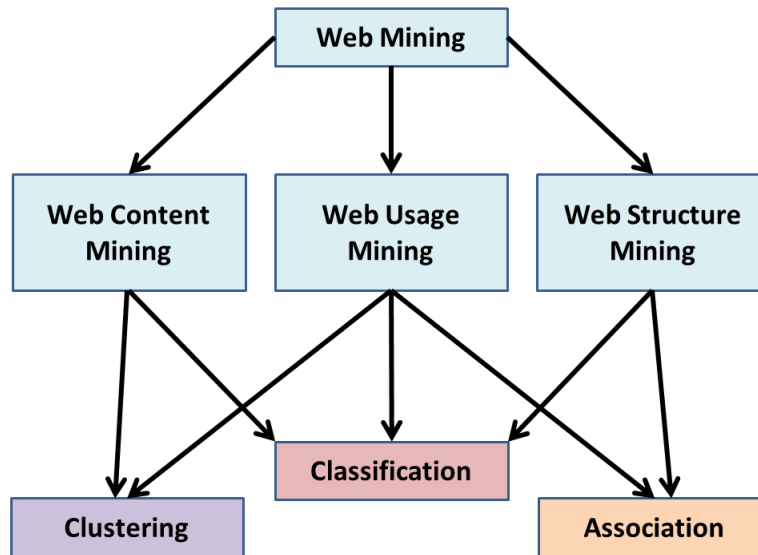 Web Mining
Web Content
Mining
Web Usage
Mining
Web Structure
Mining
Classification
Clustering
Association